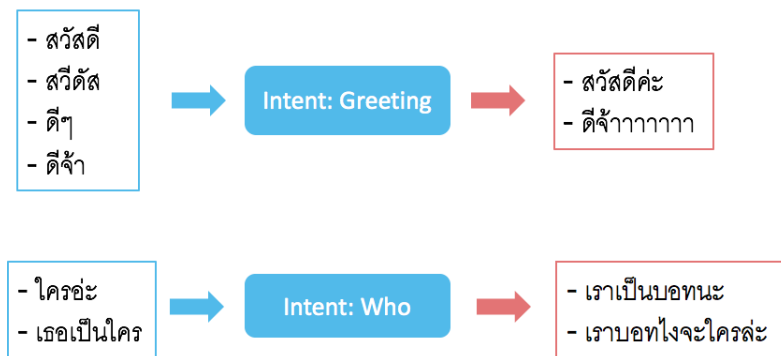 - สวัสดี
- สวีดัส
- ดีๆ
- ดีจ้า
Intent: Greeting
- สวัสดีค่ะ
- ดีจ้าาาาาาา
- ใครอ่ะ
- เธอเป็นใคร
Intent: Who
- เราเป็นบอทนะ
- เราบอทไงจะใครล่ะ